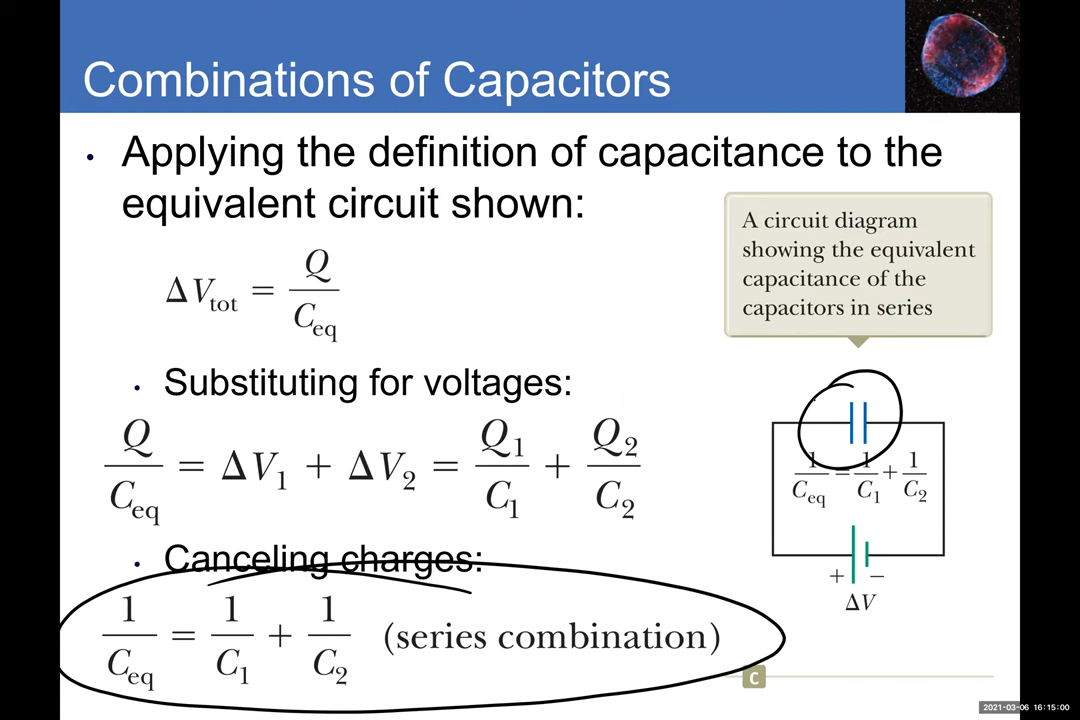 Combinations of Capacitors
• Applying the definition of capacitance to the
equivalent circuit shown:
ΔV_tot = Q/C_eq
A circuit diagram
showing the equivalent
capacitance of the
capacitors in series
• Substituting for voltages:
Q/C_eq = ΔV_1 + ΔV_2 = Q_1/C_1 + Q_2/C_2
1/C_eq = 1/C_1 + 1/C_2
+ −
ΔV
• Canceling charges:
1/C_eq = 1/C_1 + 1/C_2 (series combination)
C
2021-03-06 16:15:00